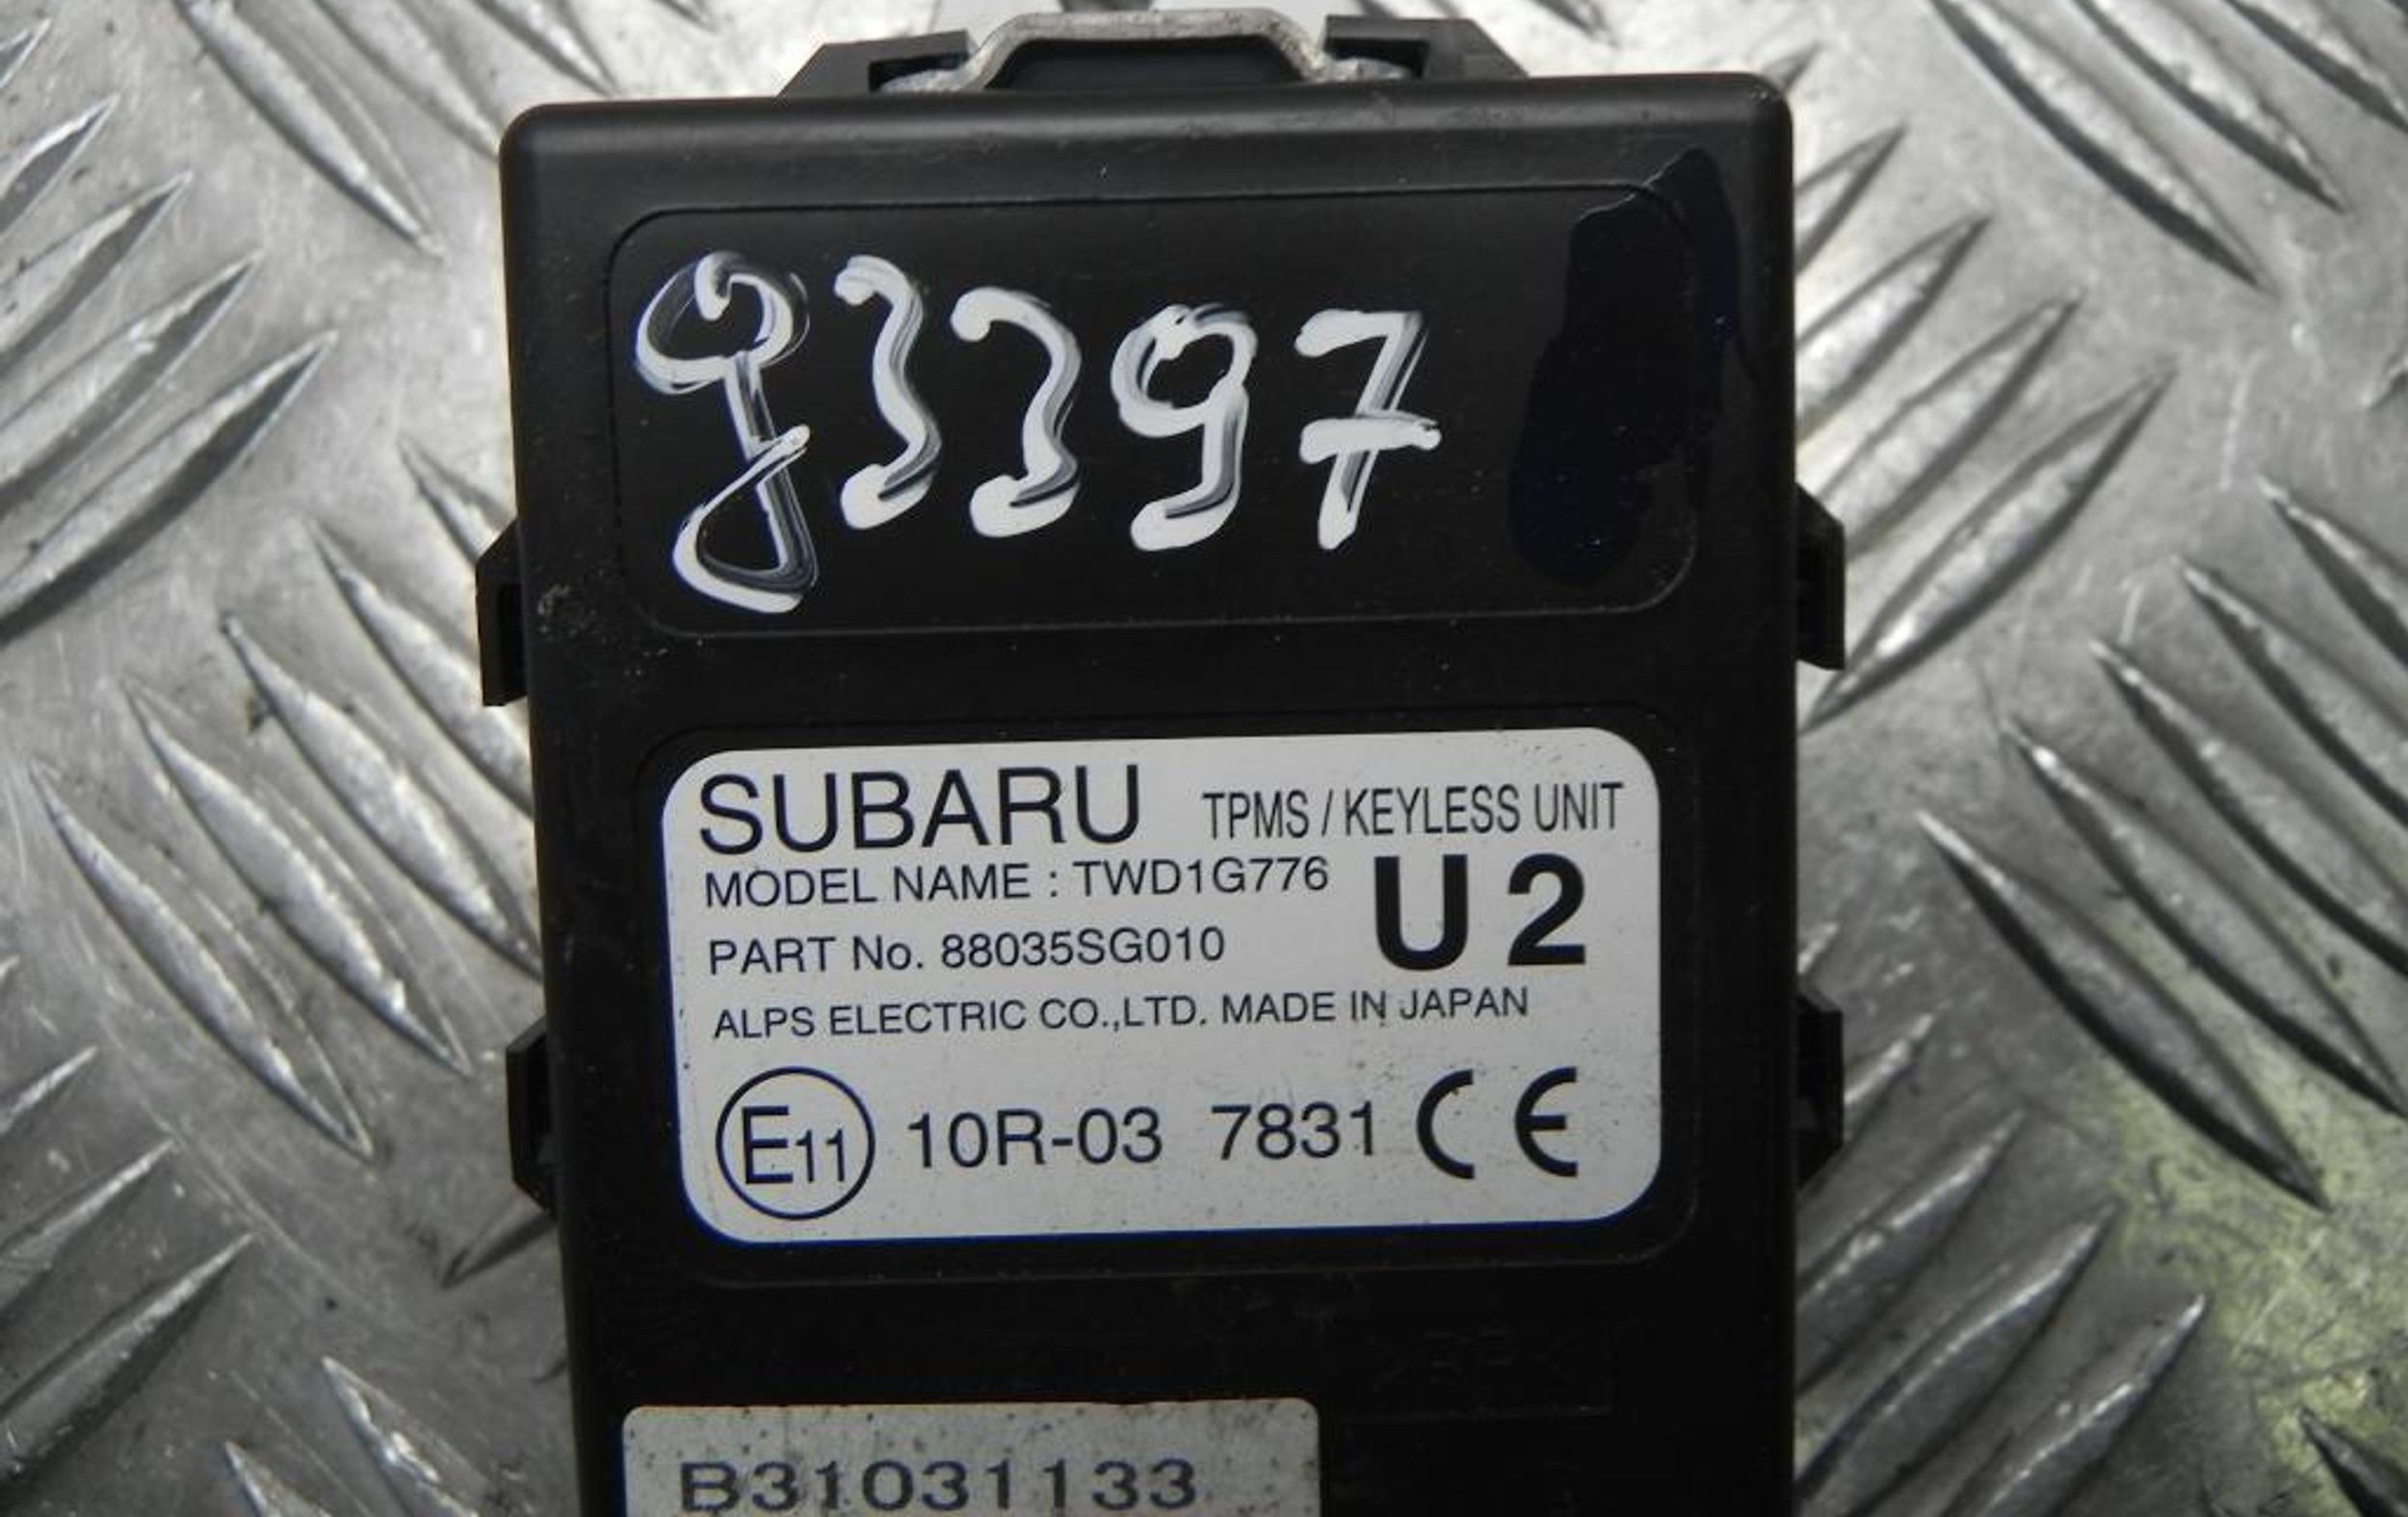 g3397
SUBARU TPMS / KEYLESS UNIT
MODEL NAME : TWD1G776 U2
PART No. 88035SG010
ALPS ELECTRIC CO.,LTD. MADE IN JAPAN
E11 10R-03 7831 CE
B31031133